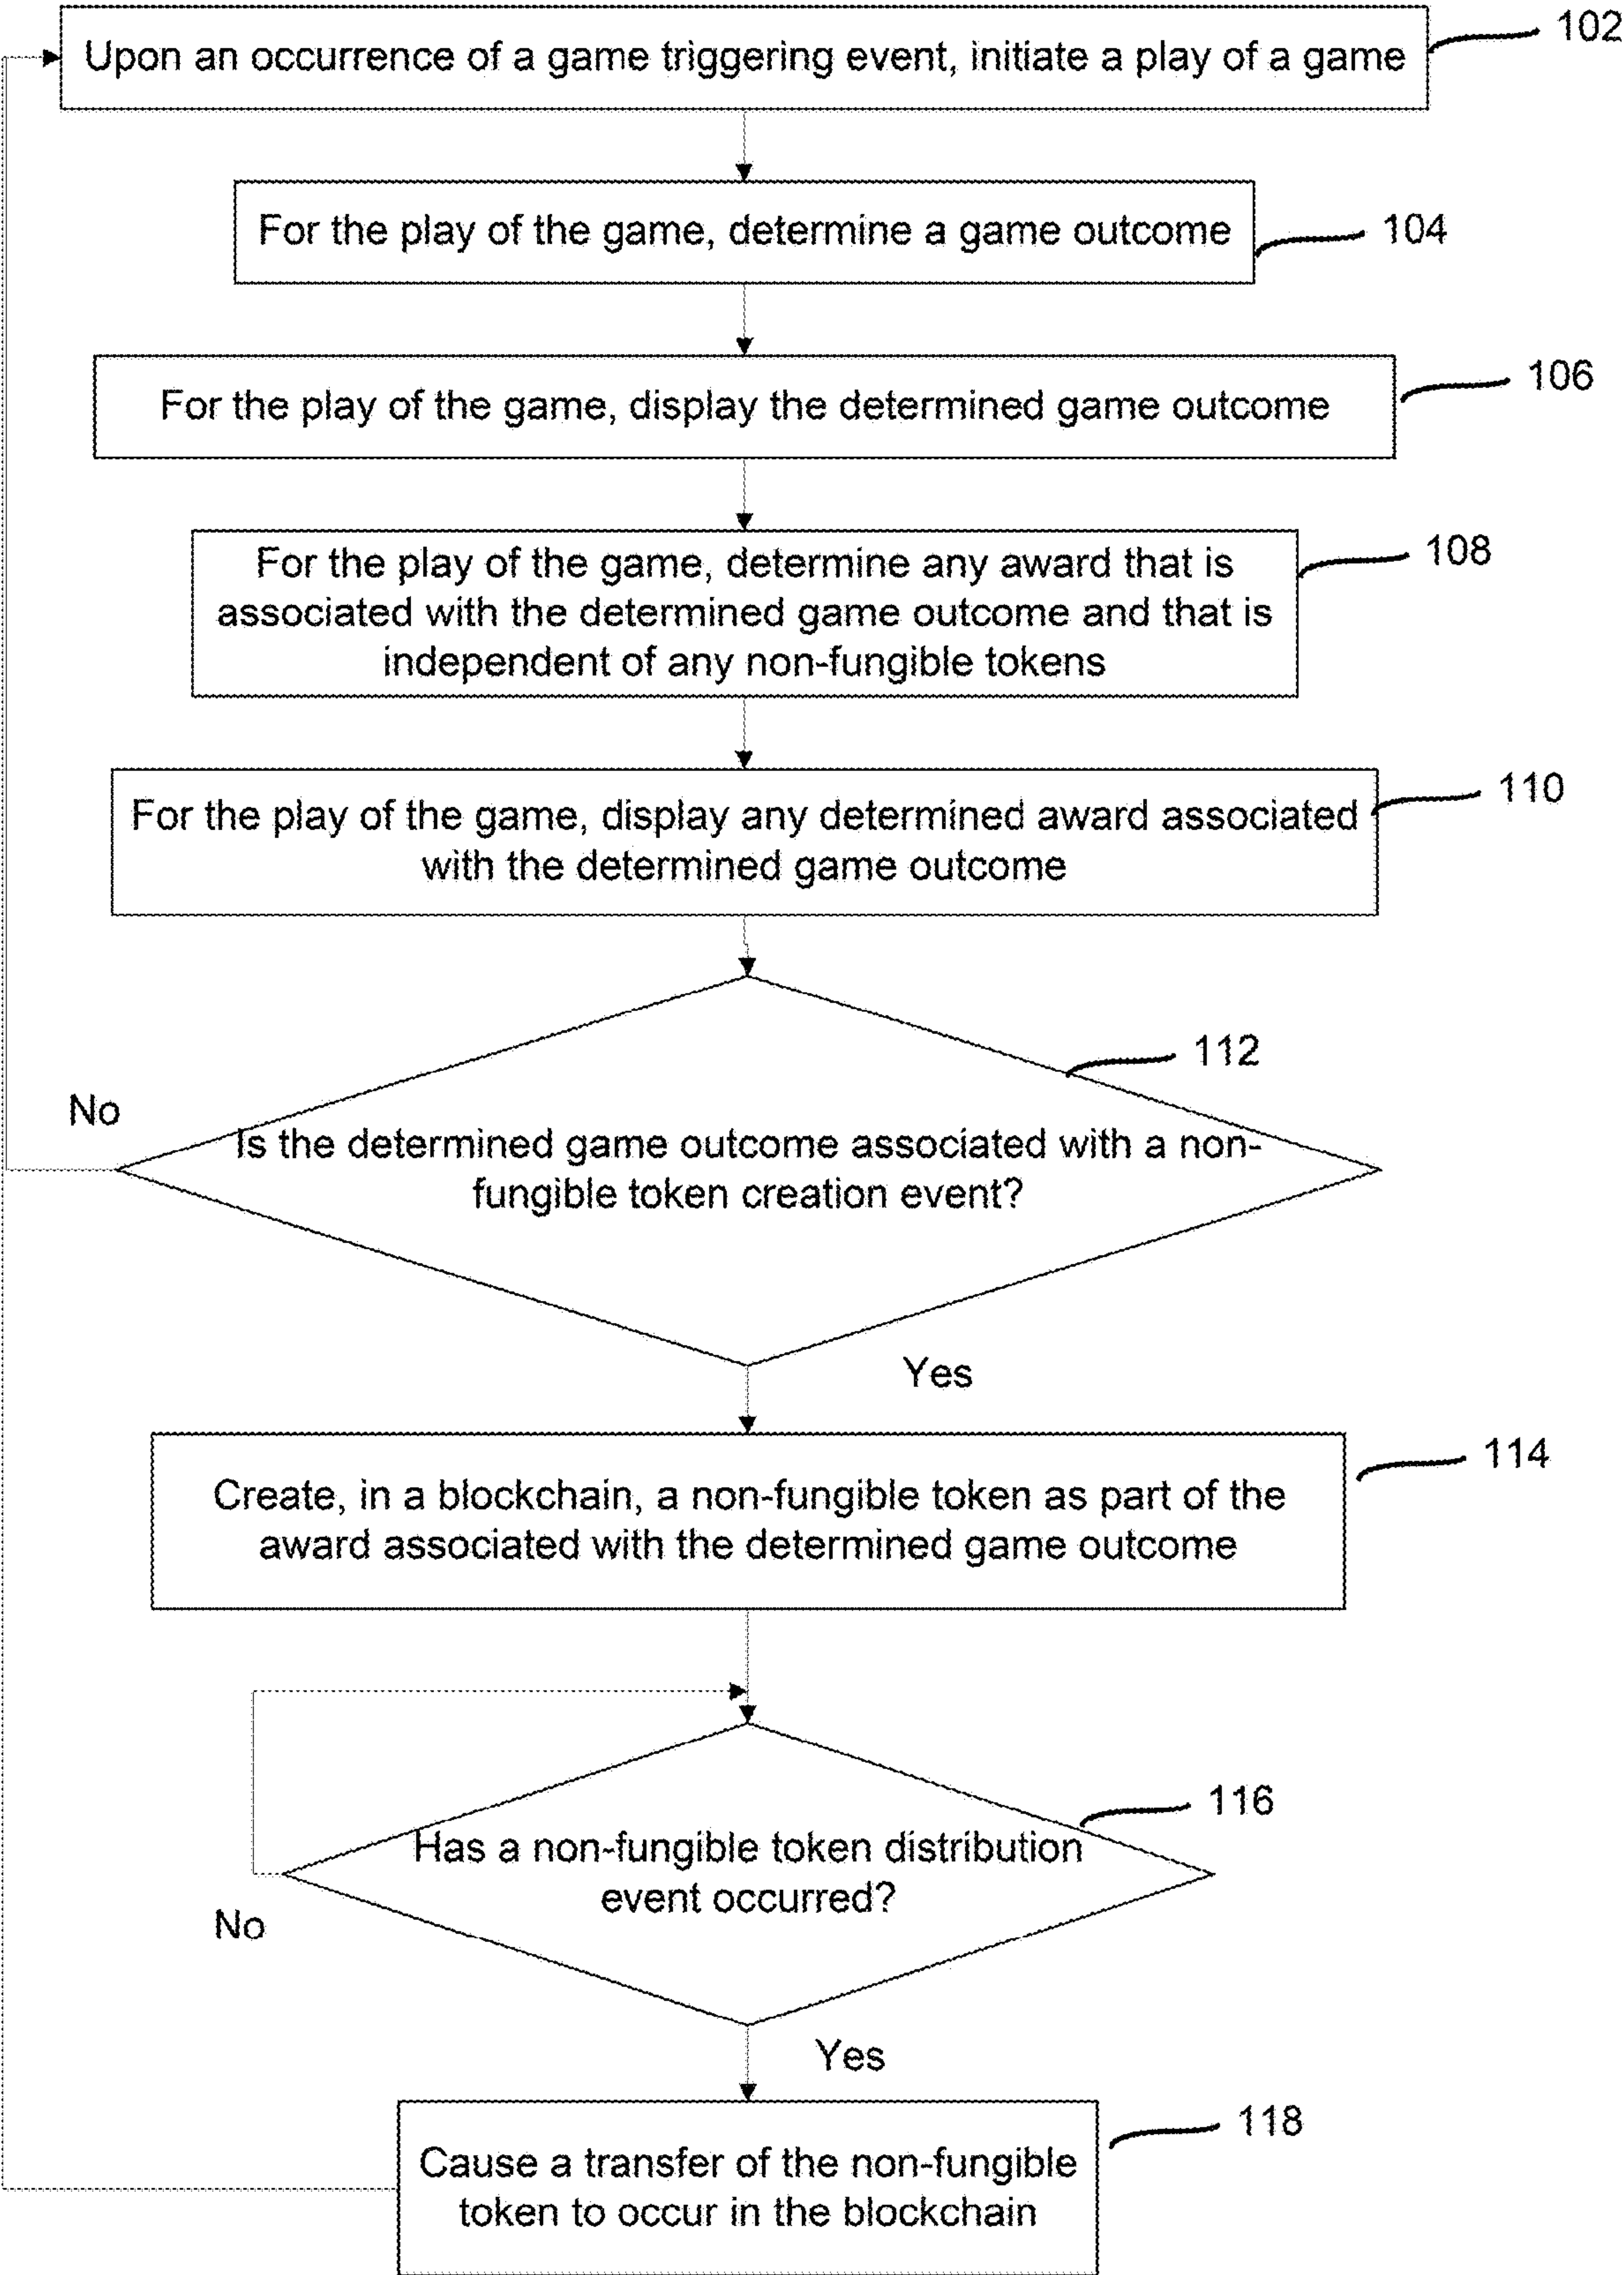 Upon an occurrence of a game triggering event, initiate a play of a game
102
For the play of the game, determine a game outcome
104
For the play of the game, display the determined game outcome
106
For the play of the game, determine any award that is
associated with the determined game outcome and that is
independent of any non-fungible tokens
108
For the play of the game, display any determined award associated
with the determined game outcome
110
112
No
Is the determined game outcome associated with a non-
fungible token creation event?
Yes
Create, in a blockchain, a non-fungible token as part of the
award associated with the determined game outcome
114
116
Has a non-fungible token distribution
event occurred?
No
Yes
Cause a transfer of the non-fungible
token to occur in the blockchain
118